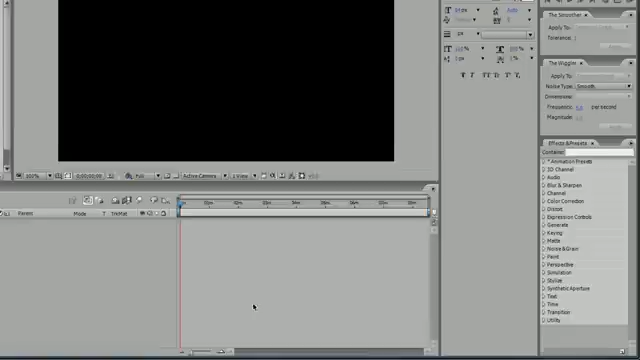 Auto
The Smoother
Apply To:
Tolerance:
The Wiggler
Apply To:
Noise Type: Smooth
Dimensions:
Frequency: per second
Magnitude:
Effects & Presets
Contains:
* Animation Presets
3D Channel
Audio
Blur & Sharpen
Channel
Color Correction
Distort
Expression Controls
Generate
Keying
Matte
Noise & Grain
Paint
Perspective
Simulation
Stylize
Synthetic Aperture
Text
Time
Transition
Utility
100% Full Active Camera 1 View
Parent Mode T TrkMat